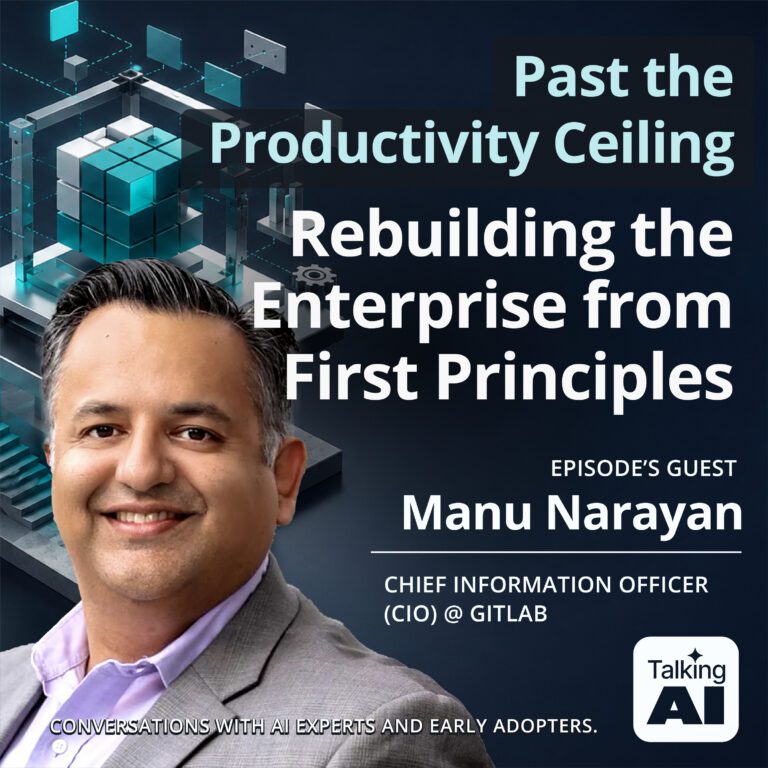 Past the
Productivity Ceiling
Rebuilding the
Enterprise from
First Principles
EPISODE'S GUEST
Manu Narayan
CHIEF INFORMATION OFFICER
(CIO) @ GITLAB
Talking
AI
CONVERSATIONS WITH AI EXPERTS AND EARLY ADOPTERS.